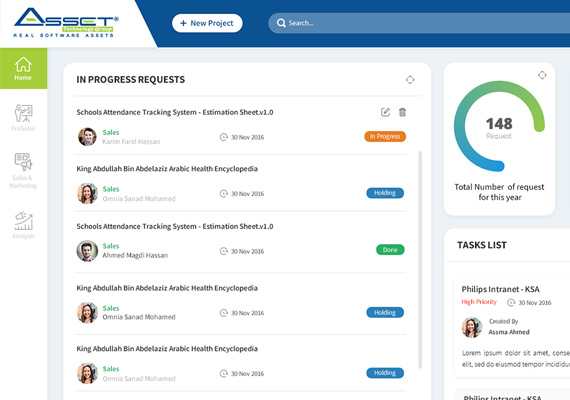 ASSET®
Technology Group
REAL SOFTWARE ASSETS
+ New Project
Search...
Home
PreSales
Sales &
Marketing
Analysis
IN PROGRESS REQUESTS
Schools Attendance Tracking System - Estimation Sheet.v1.0
Sales
Karim Farid Hassan
30 Nov 2016
In Progress
King Abdullah Bin Abdelaziz Arabic Health Encyclopedia
Sales
Omnia Sanad Mohamed
30 Nov 2016
Holding
Schools Attendance Tracking System - Estimation Sheet.v1.0
Sales
Ahmed Magdi Hassan
30 Nov 2016
Done
King Abdullah Bin Abdelaziz Arabic Health Encyclopedia
Sales
Omnia Sanad Mohamed
30 Nov 2016
Holding
King Abdullah Bin Abdelaziz Arabic Health Encyclopedia
Sales
Omnia Sanad Mohamed
30 Nov 2016
Holding
148
Request
Total Number of request
for this year
TASKS LIST
Philips Intranet - KSA
High Priority
30 Nov 2016
Created By
Assma Ahmed
Lorem ipsum dolor sit amet, conse
elit, sed do eiusmod tempor incididu
Philips Intranet - KSA